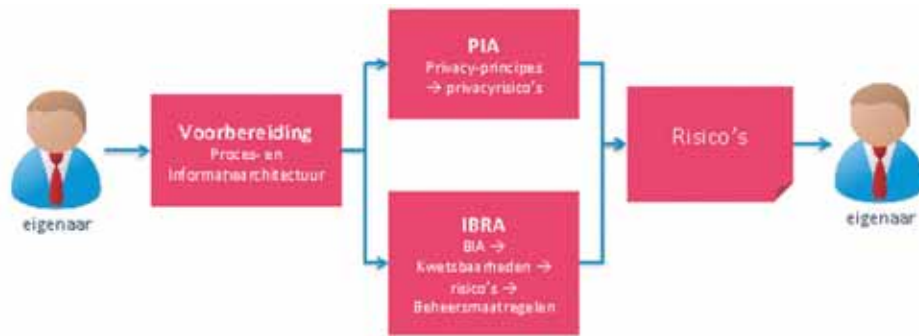 eigenaar
Voorbereiding
Proces- en
Informatiearchitectuur
PIA
Privacy-principes
→ privacyrisico's
IBRA
BIA →
Kwetsbaarheden →
risico's →
Beheersmaatregelen
Risico's
eigenaar